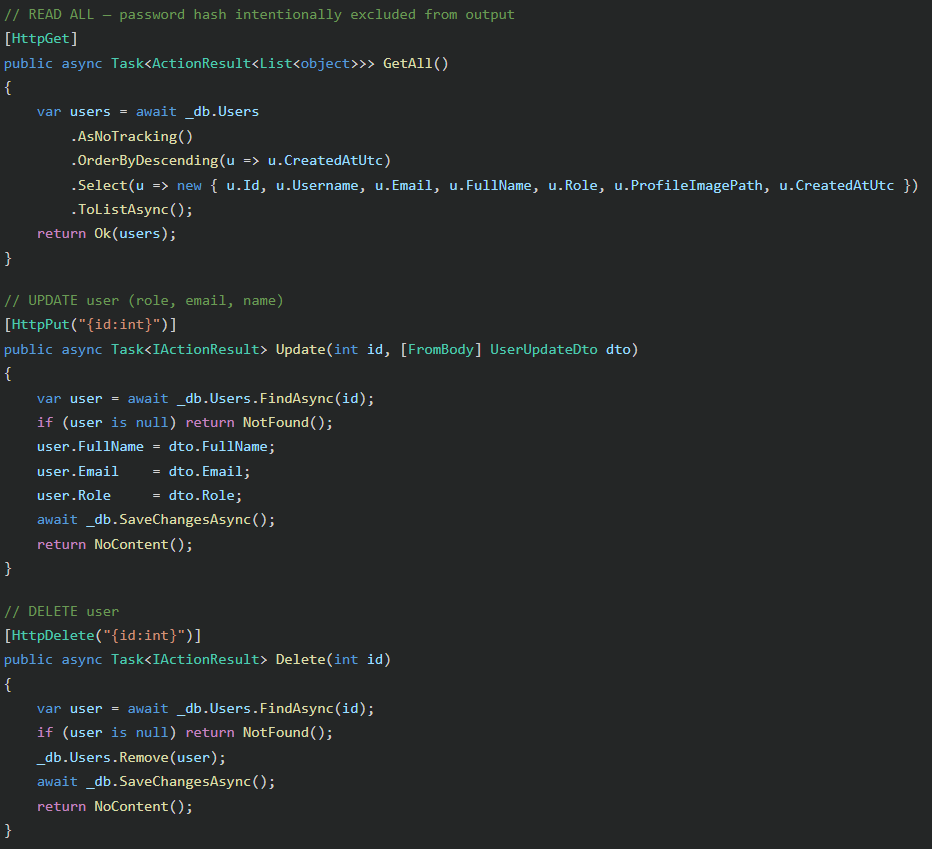 // READ ALL — password hash intentionally excluded from output
[HttpGet]
public async Task<ActionResult<List<object>>> GetAll()
{
    var users = await _db.Users
        .AsNoTracking()
        .OrderByDescending(u => u.CreatedAtUtc)
        .Select(u => new { u.Id, u.Username, u.Email, u.FullName, u.Role, u.ProfileImagePath, u.CreatedAtUtc })
        .ToListAsync();
    return Ok(users);
}

// UPDATE user (role, email, name)
[HttpPut("{id:int}")]
public async Task<IActionResult> Update(int id, [FromBody] UserUpdateDto dto)
{
    var user = await _db.Users.FindAsync(id);
    if (user is null) return NotFound();
    user.FullName = dto.FullName;
    user.Email    = dto.Email;
    user.Role     = dto.Role;
    await _db.SaveChangesAsync();
    return NoContent();
}

// DELETE user
[HttpDelete("{id:int}")]
public async Task<IActionResult> Delete(int id)
{
    var user = await _db.Users.FindAsync(id);
    if (user is null) return NotFound();
    _db.Users.Remove(user);
    await _db.SaveChangesAsync();
    return NoContent();
}